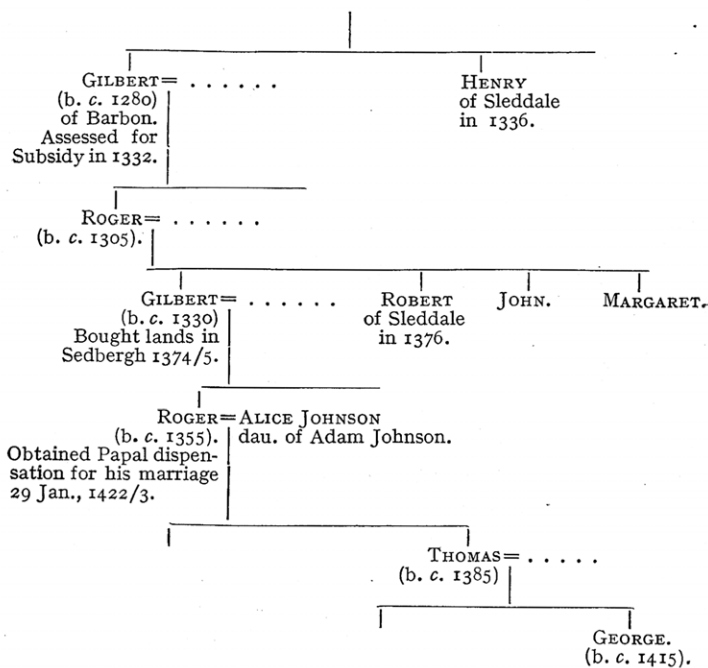 GILBERT= . . . . . .
(b. c. 1280)
of Barbon.
Assessed for
Subsidy in 1332.
HENRY
of Sleddale
in 1336.
ROGER= . . . . . .
(b. c. 1305).
GILBERT= . . . . . .
(b. c. 1330)
Bought lands in
Sedbergh 1374/5.
ROBERT
of Sleddale
in 1376.
JOHN.
MARGARET.
ROGER=ALICE JOHNSON
(b. c. 1355). dau. of Adam Johnson.
Obtained Papal dispen-
sation for his marriage
29 Jan., 1422/3.
THOMAS= . . . . .
(b. c. 1385)
GEORGE.
(b. c. 1415).